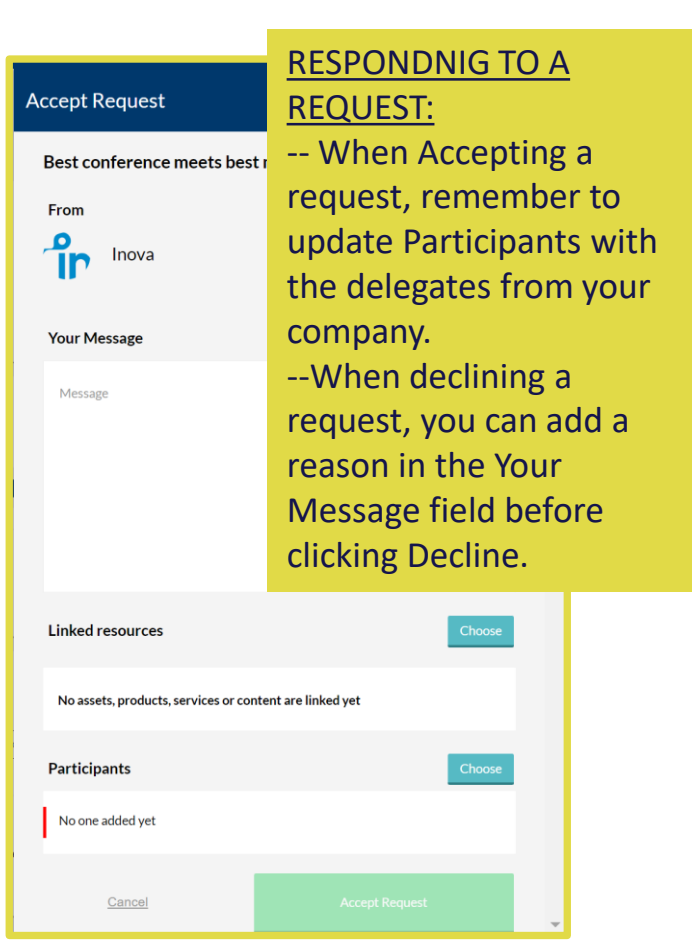 RESPONDNIG TO A
REQUEST:
-- When Accepting a
request, remember to
update Participants with
the delegates from your
company.
--When declining a
request, you can add a
reason in the Your
Message field before
clicking Decline.
Accept Request
Best conference meets best
From
Inova
Your Message
Message
Linked resources
Choose
No assets, products, services or content are linked yet
Participants
Choose
No one added yet
Cancel
Accept Request